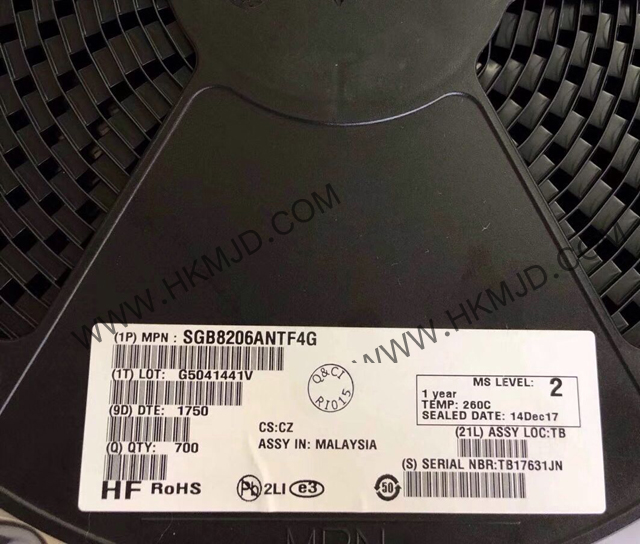 WWW.HKMJD.COM
WWW.HKMJD.COM
(1P) MPN : SGB8206ANTF4G
(1T) LOT: G5041441V
(9D) DTE: 1750
(Q) QTY: 700
HF RoHS
Q&CI
R1015
CS:CZ
ASSY IN: MALAYSIA
Pb 2LI e3
50
MS LEVEL: 2
1 year
TEMP: 260C
SEALED DATE: 14Dec17
(21L) ASSY LOC:TB
(S) SERIAL NBR:TB17631JN